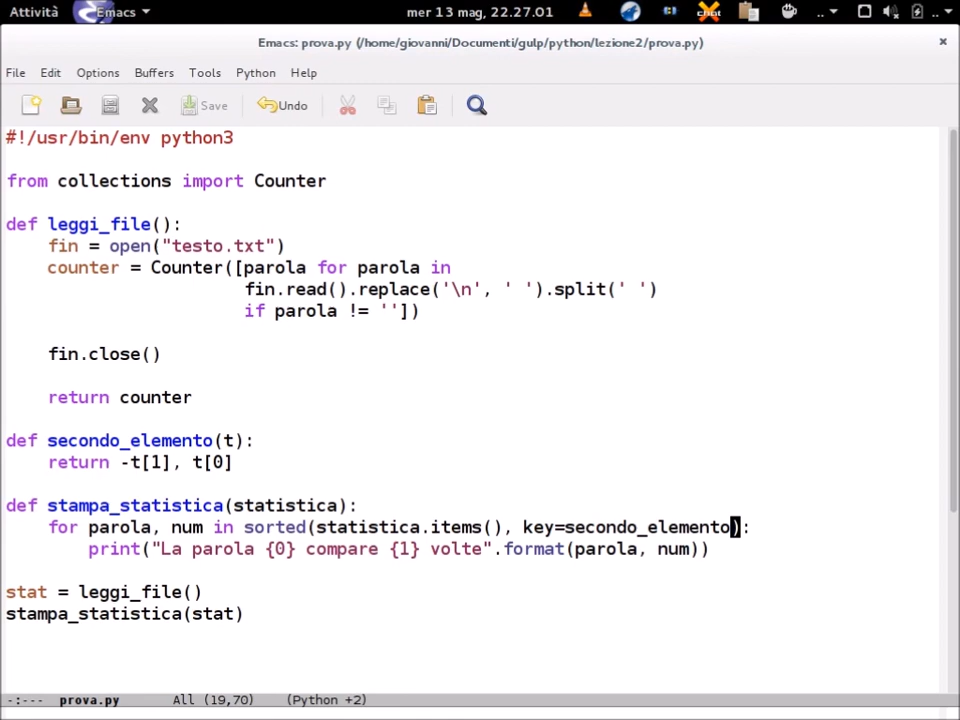 Attività Emacs mer 13 mag, 22.27.01
Emacs: prova.py (/home/giovanni/Documenti/gulp/python/lezione2/prova.py)
File Edit Options Buffers Tools Python Help
Save Undo
#!/usr/bin/env python3
from collections import Counter
def leggi_file():
    fin = open("testo.txt")
    counter = Counter([parola for parola in
                       fin.read().replace('\n', ' ').split(' ')
                       if parola != ''])
    fin.close()
    return counter
def secondo_elemento(t):
    return -t[1], t[0]
def stampa_statistica(statistica):
    for parola, num in sorted(statistica.items(), key=secondo_elemento):
        print("La parola {0} compare {1} volte".format(parola, num))
stat = leggi_file()
stampa_statistica(stat)
-:--- prova.py All (19,70) (Python +2)